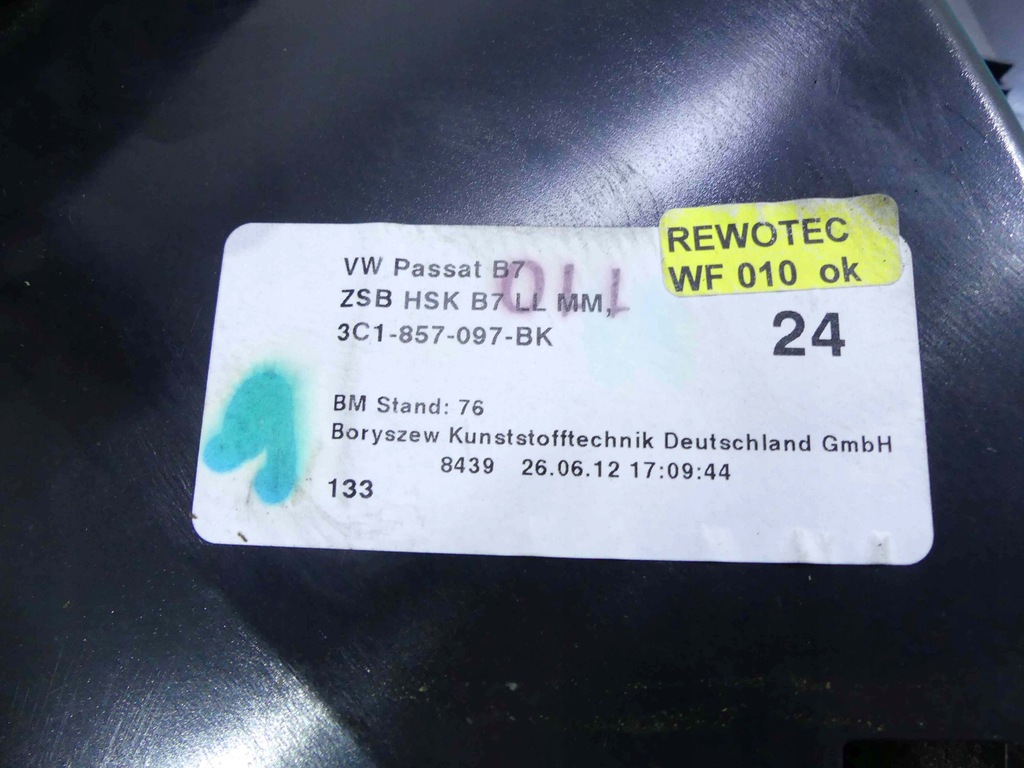 REWOTEC
WF 010 ok
VW Passat B7
ZSB HSK B7 LL MM,
3C1-857-097-BK
24
BM Stand: 76
Boryszew Kunststofftechnik Deutschland GmbH
8439 26.06.12 17:09:44
133